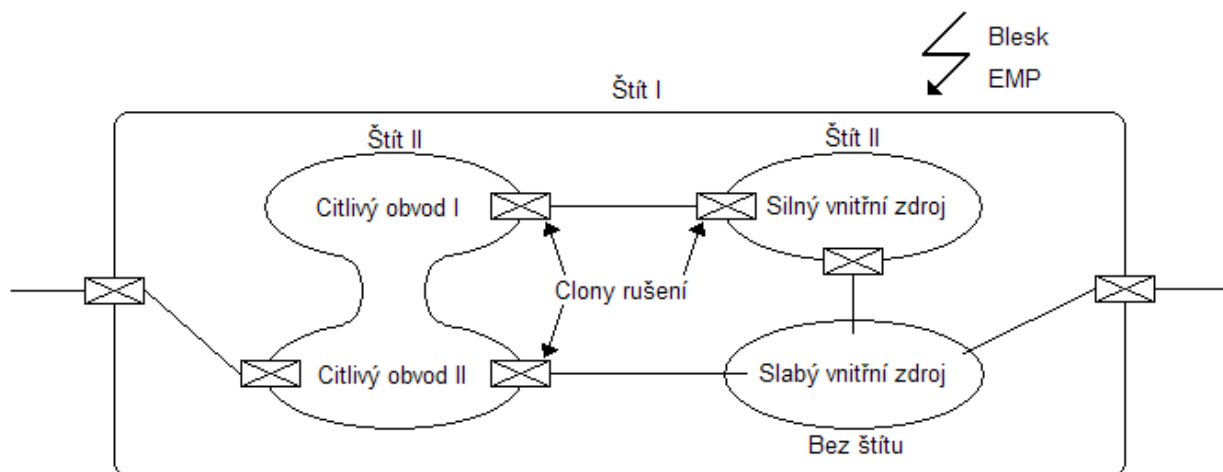 Blesk
EMP
Štít I
Štít II
Štít II
Citlivý obvod I
Silný vnitřní zdroj
Clony rušení
Citlivý obvod II
Slabý vnitřní zdroj
Bez štítu